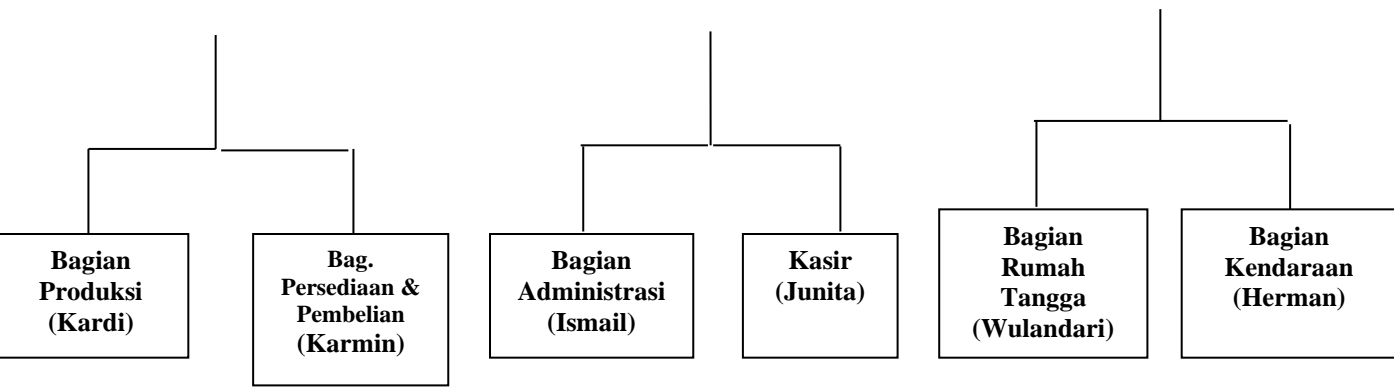 Bagian
Produksi
(Kardi)
Bag.
Persediaan &
Pembelian
(Karmin)
Bagian
Administrasi
(Ismail)
Kasir
(Junita)
Bagian
Rumah
Tangga
(Wulandari)
Bagian
Kendaraan
(Herman)